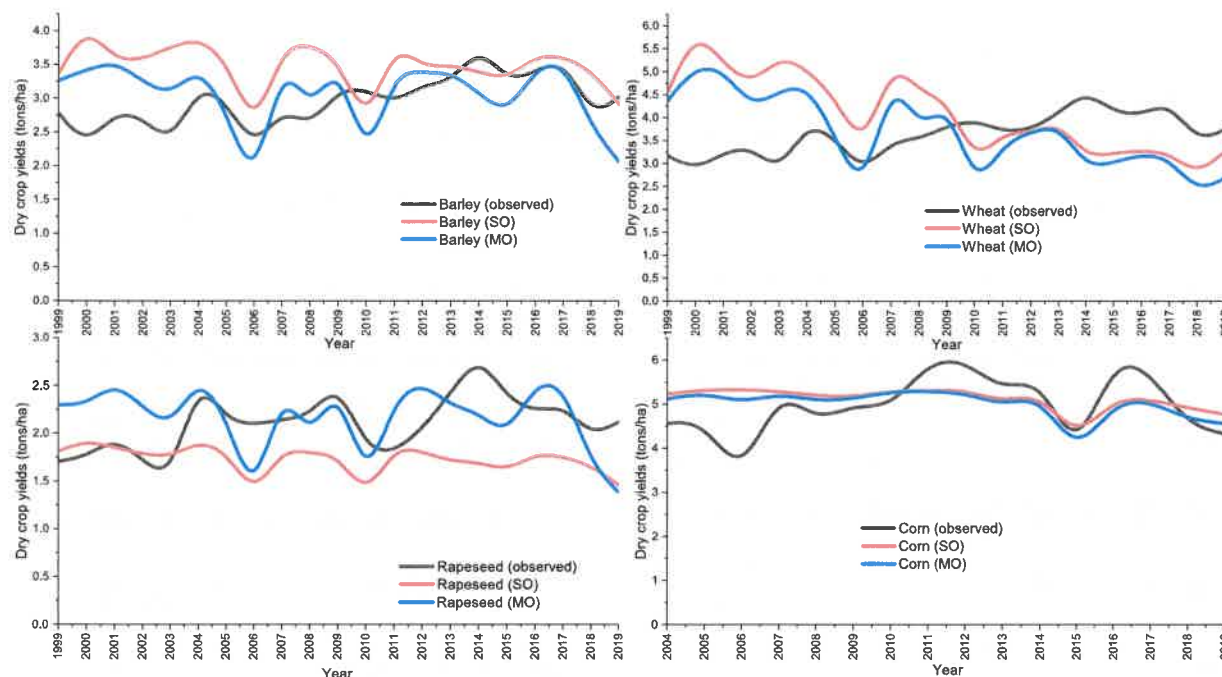 Dry crop yields (tons/ha)
4.0
3.5
3.0
2.5
2.0
1.5
1.0
0.5
0.0
Barley (observed)
Barley (SO)
Barley (MO)
1999 2000 2001 2002 2003 2004 2005 2006 2007 2008 2009 2010 2011 2012 2013 2014 2015 2016 2017 2018 2019
Year
Dry crop yields (tons/ha)
6.0
5.5
5.0
4.5
4.0
3.5
3.0
2.5
2.0
1.5
1.0
0.5
0.0
Wheat (observed)
Wheat (SO)
Wheat (MO)
1999 2000 2001 2002 2003 2004 2005 2006 2007 2008 2009 2010 2011 2012 2013 2014 2015 2016 2017 2018
Year
Dry crop yields (tons/ha)
3.0
2.5
2.0
1.5
1.0
0.5
0.0
Rapeseed (observed)
Rapeseed (SO)
Rapeseed (MO)
1999 2000 2001 2002 2003 2004 2005 2006 2007 2008 2009 2010 2011 2012 2013 2014 2015 2016 2017 2018 2019
Year
Dry crop yields (tons/ha)
6
5
4
3
2
1
0
Corn (observed)
Corn (SO)
Corn (MO)
2004 2005 2006 2007 2008 2009 2010 2011 2012 2013 2014 2015 2016 2017 2018
Year